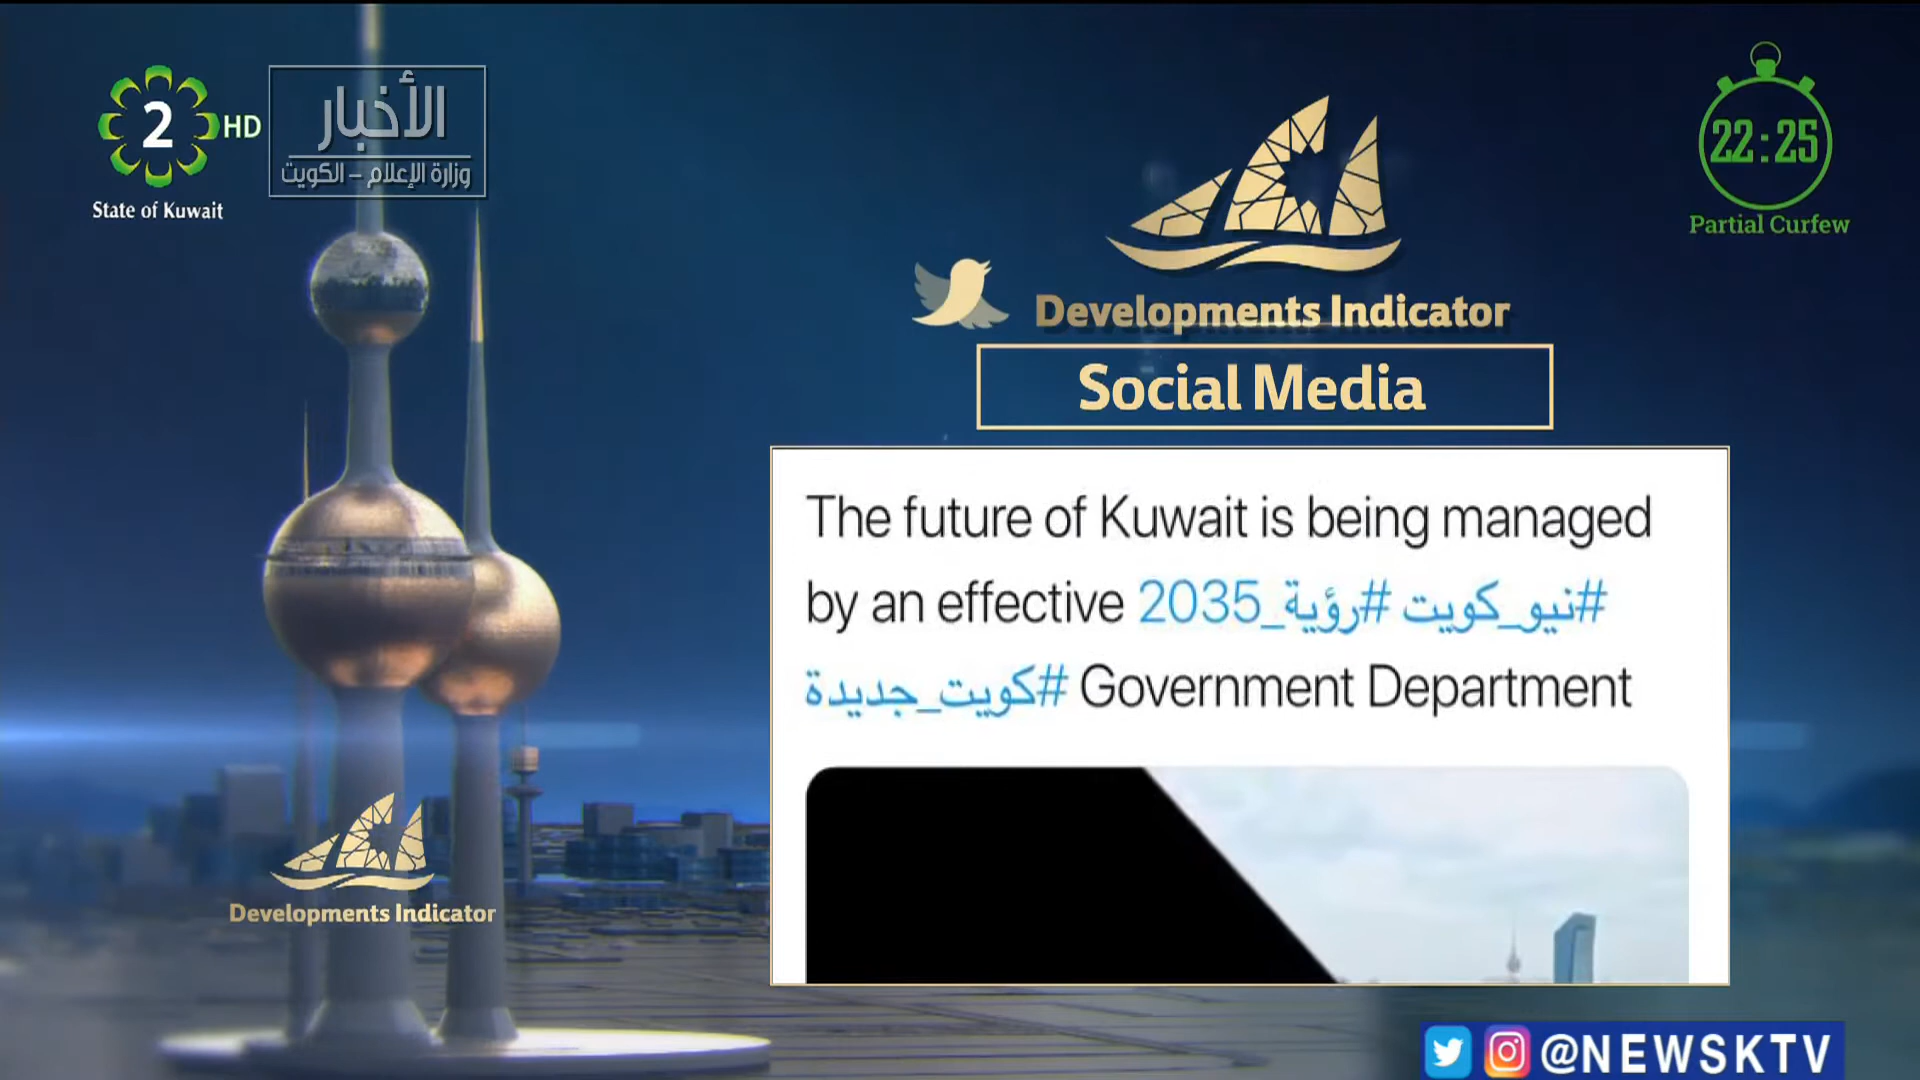 2 HD
State of Kuwait
الأخبار
وزارة الإعلام – الكويت
22:25
Partial Curfew
Developments Indicator
Social Media
The future of Kuwait is being managed
by an effective #نيو_كويت #رؤية_2035
#كويت_جديدة Government Department
Developments Indicator
@NEWSKTV